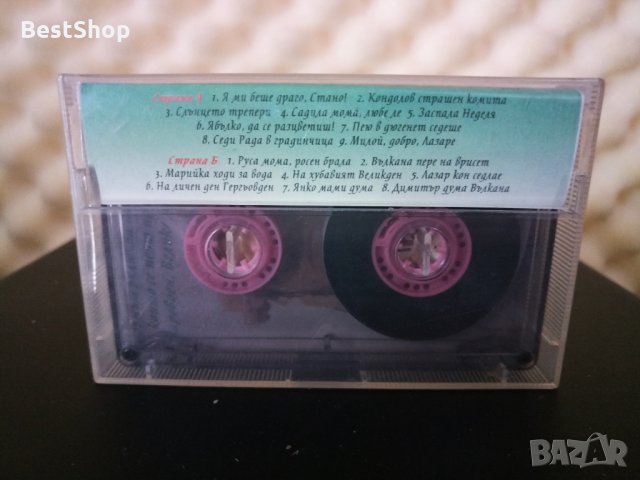 BestShop
Страна А 1. Я ми беше драго, Стано! 2. Кондолов страшен комита
3. Слънцето трепери 4. Садила мома, любе ле 5. Заспала Неделя
6. Ябълко, да се разцветиш! 7. Пею в дюгенет седеше
8. Седи Рада в градинчица 9. Милой, добро, Лазаре
Страна Б 1. Руса мома, росен брала 2. Вълкана пере на врисет
3. Марийка ходи за вода 4. На хубавият Великден 5. Лазар кон седлае
6. На личен ден Гергьовден 7. Янко мами дума 8. Димитър дума Вълкана
BAZAR